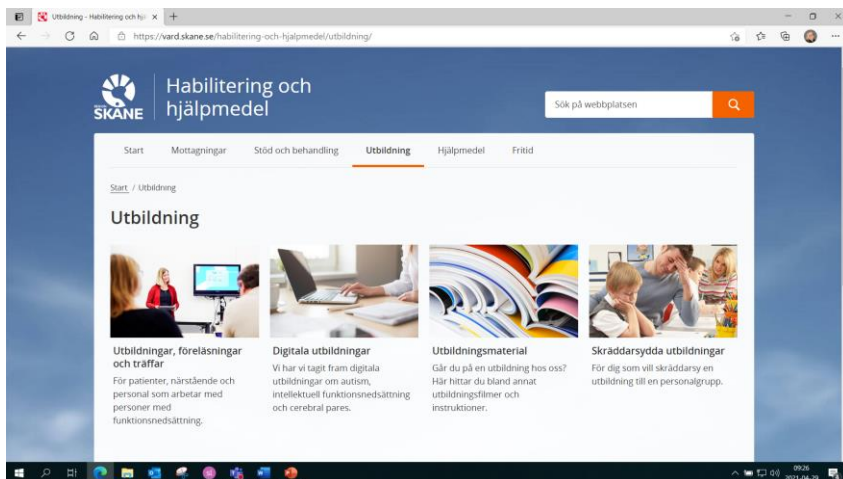 Utbildning - Habilitering och hjä
https://vard.skane.se/habilitering-och-hjalpmedel/utbildning/
SKÅNE
Habilitering och
hjälpmedel
Sök på webbplatsen
Start Mottagningar Stöd och behandling Utbildning Hjälpmedel Fritid
Start / Utbildning
Utbildning
Utbildningar, föreläsningar
och träffar
För patienter, närstående och
personal som arbetar med
personer med
funktionsnedsättning.
Digitala utbildningar
Vi har vi tagit fram digitala
utbildningar om autism,
intellektuell funktionsnedsättning
och cerebral pares.
Utbildningsmaterial
Går du på en utbildning hos oss?
Här hittar du bland annat
utbildningsfilmer och
instruktioner.
Skräddarsydda utbildningar
För dig som vill skräddarsy en
utbildning till en personalgrupp.
09:26
2021-04-29